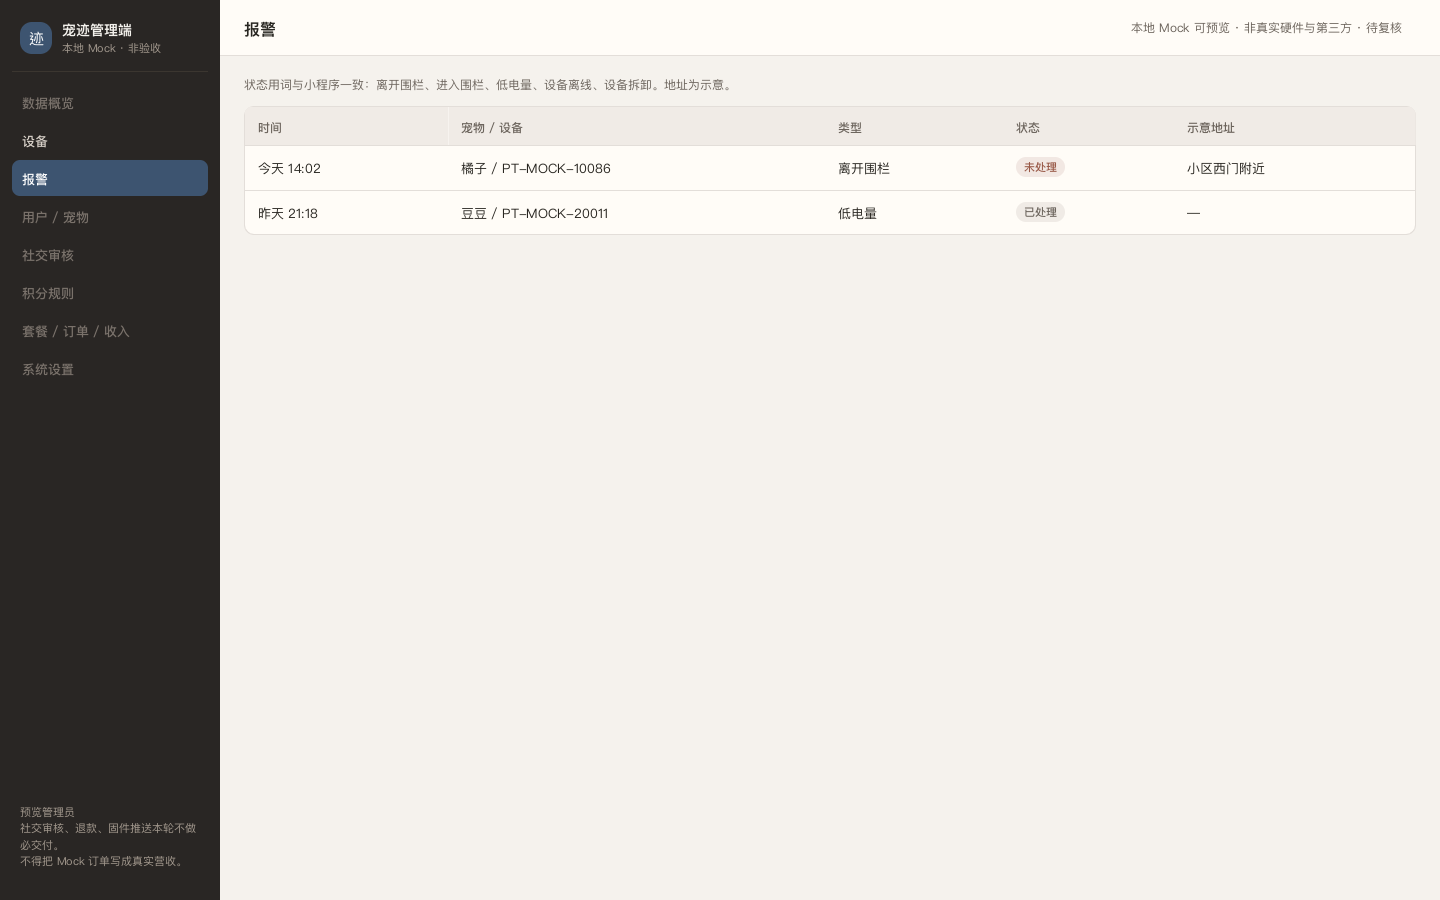 迹
宠迹管理端
本地 Mock · 非验收
数据概览
设备
报警
用户 / 宠物
社交审核
积分规则
套餐 / 订单 / 收入
系统设置
预览管理员
社交审核、退款、固件推送本轮不做
必交付。
不得把 Mock 订单写成真实营收。
报警
本地 Mock 可预览 · 非真实硬件与第三方 · 待复核
状态用词与小程序一致：离开围栏、进入围栏、低电量、设备离线、设备拆卸。地址为示意。
时间 宠物 / 设备 类型 状态 示意地址
今天 14:02 橘子 / PT-MOCK-10086 离开围栏 未处理 小区西门附近
昨天 21:18 豆豆 / PT-MOCK-20011 低电量 已处理 —